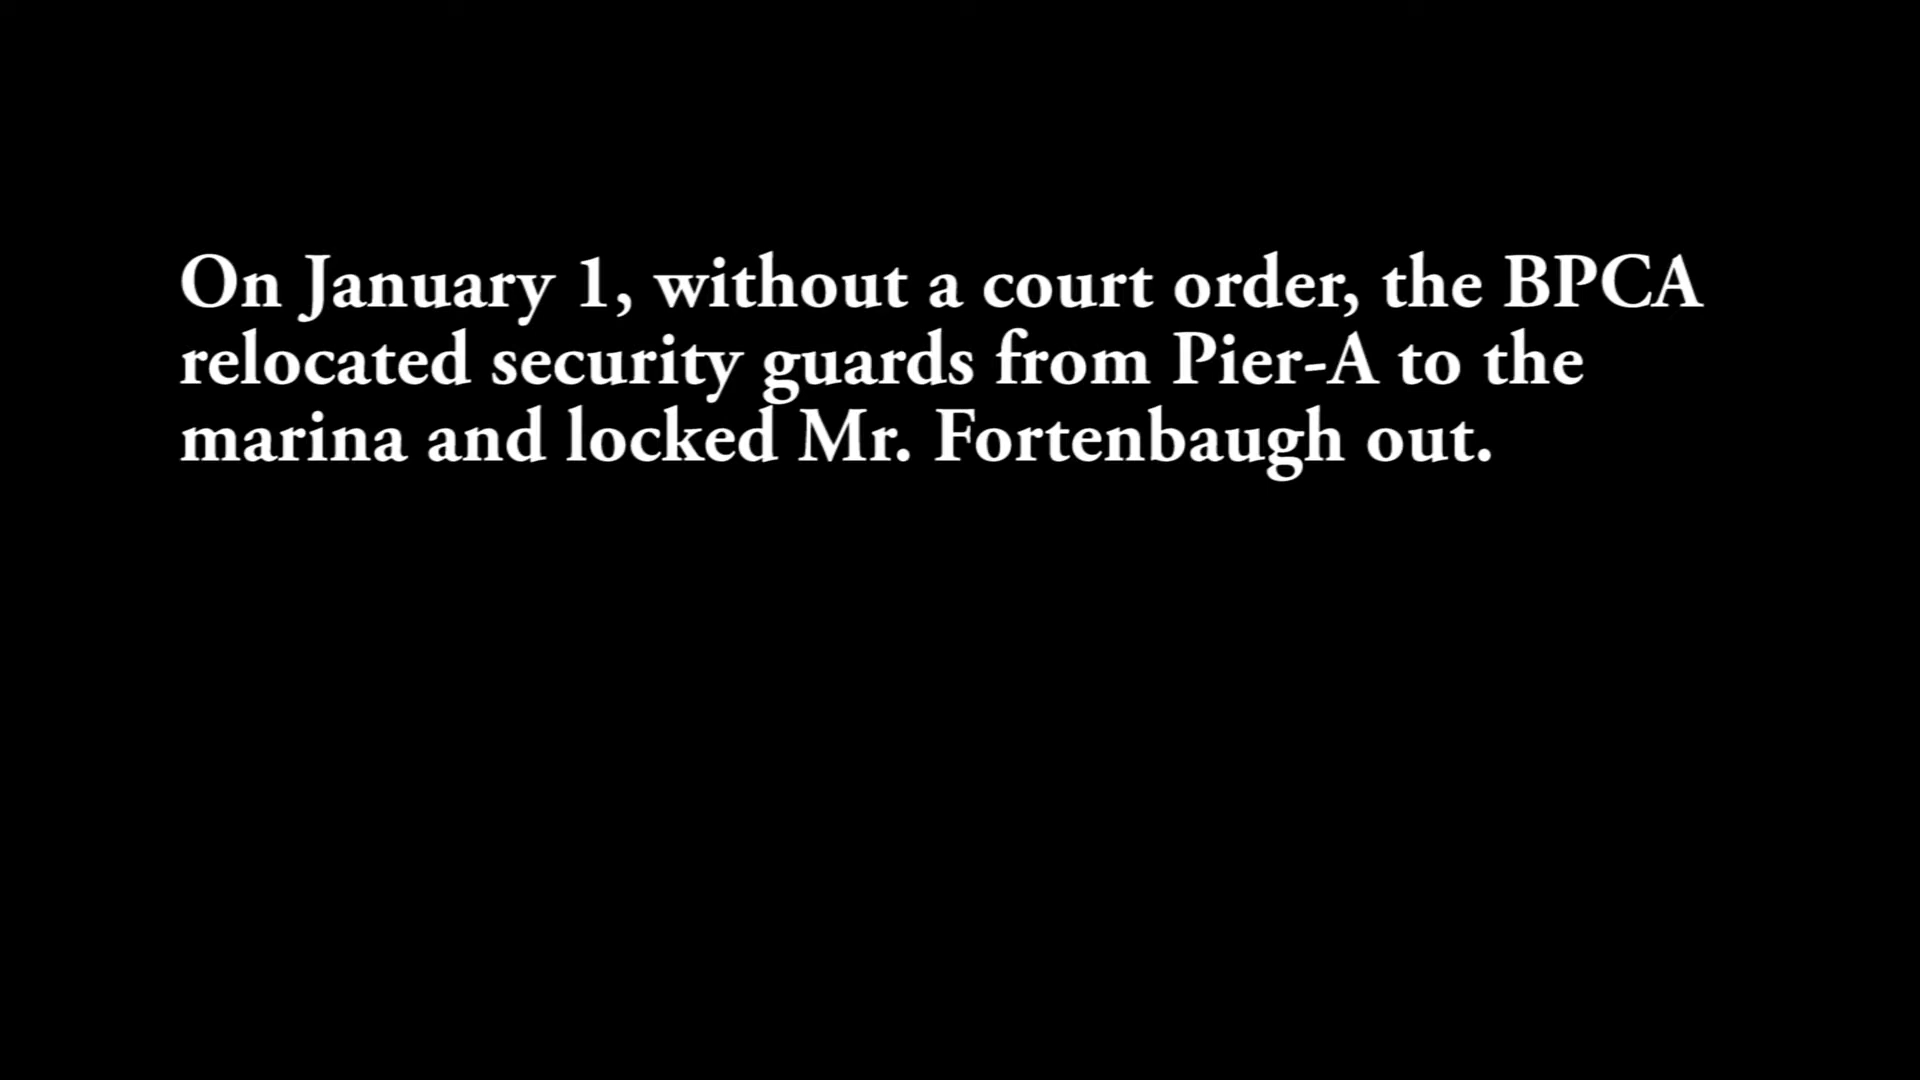 On January 1, without a court order, the BPCA
relocated security guards from Pier-A to the
marina and locked Mr. Fortenbaugh out.